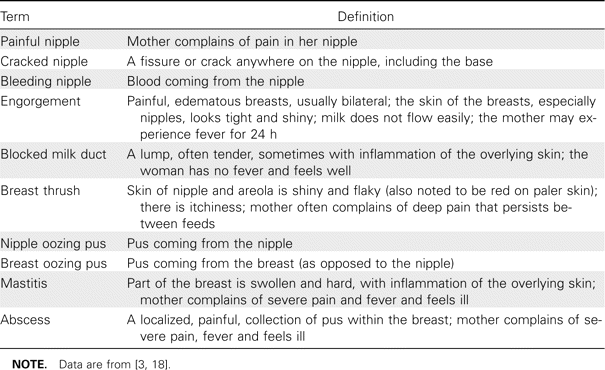 Term Definition
Painful nipple Mother complains of pain in her nipple
Cracked nipple A fissure or crack anywhere on the nipple, including the base
Bleeding nipple Blood coming from the nipple
Engorgement Painful, edematous breasts, usually bilateral; the skin of the breasts, especially
nipples, looks tight and shiny; milk does not flow easily; the mother may ex-
perience fever for 24 h
Blocked milk duct A lump, often tender, sometimes with inflammation of the overlying skin; the
woman has no fever and feels well
Breast thrush Skin of nipple and areola is shiny and flaky (also noted to be red on paler skin);
there is itchiness; mother often complains of deep pain that persists be-
tween feeds
Nipple oozing pus Pus coming from the nipple
Breast oozing pus Pus coming from the breast (as opposed to the nipple)
Mastitis Part of the breast is swollen and hard, with inflammation of the overlying skin;
mother complains of severe pain and fever and feels ill
Abscess A localized, painful, collection of pus within the breast; mother complains of se-
vere pain, fever and feels ill
NOTE. Data are from [3, 18].